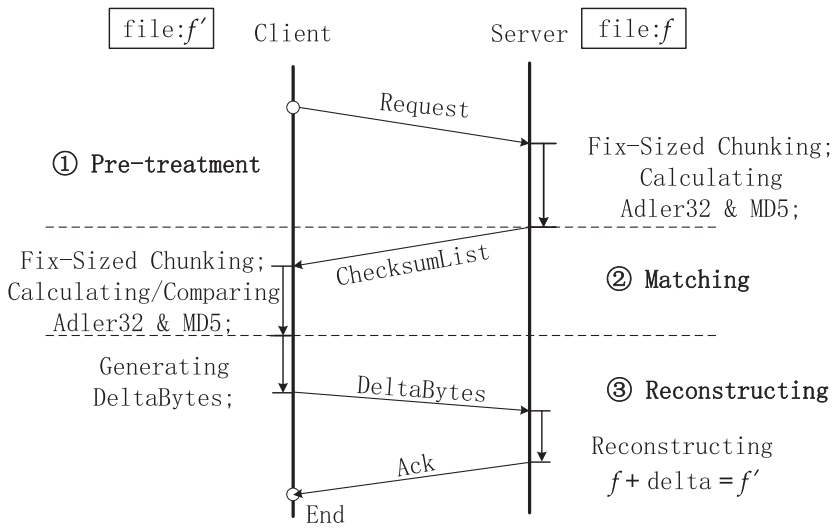 file:f′ Client Server file:f
Request
① Pre-treatment
Fix-Sized Chunking;
Calculating
Adler32 & MD5;
ChecksumList
Fix-Sized Chunking;
Calculating/Comparing
Adler32 & MD5;
② Matching
Generating
DeltaBytes;
DeltaBytes
③ Reconstructing
Reconstructing
f+ delta = f′
Ack
End